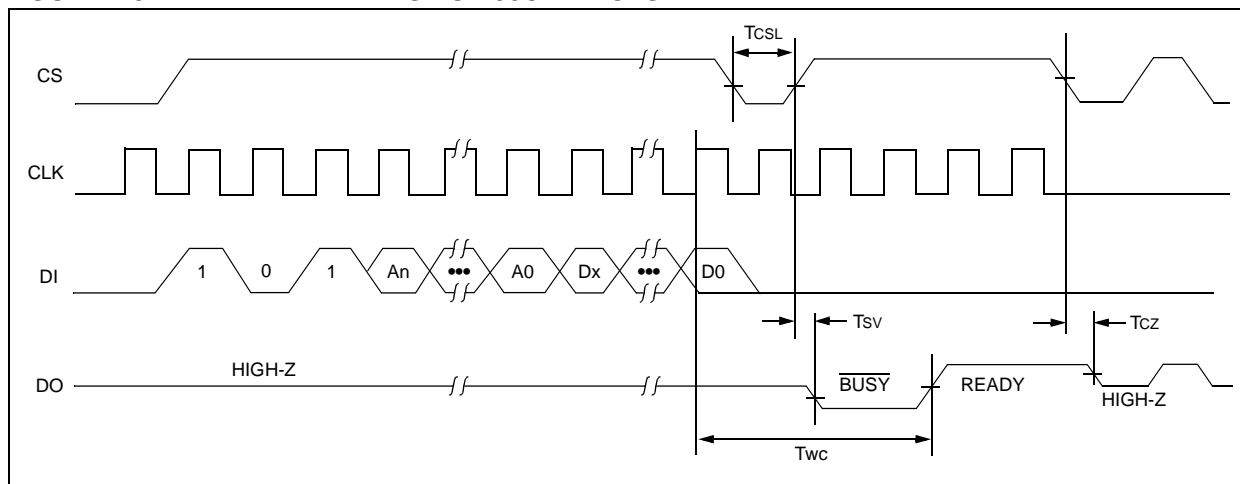 TCSL
CS
CLK
DI
1 0 1 An ••• A0 Dx ••• D0
TSV
TCZ
HIGH-Z
DO
BUSY
READY
HIGH-Z
TWC